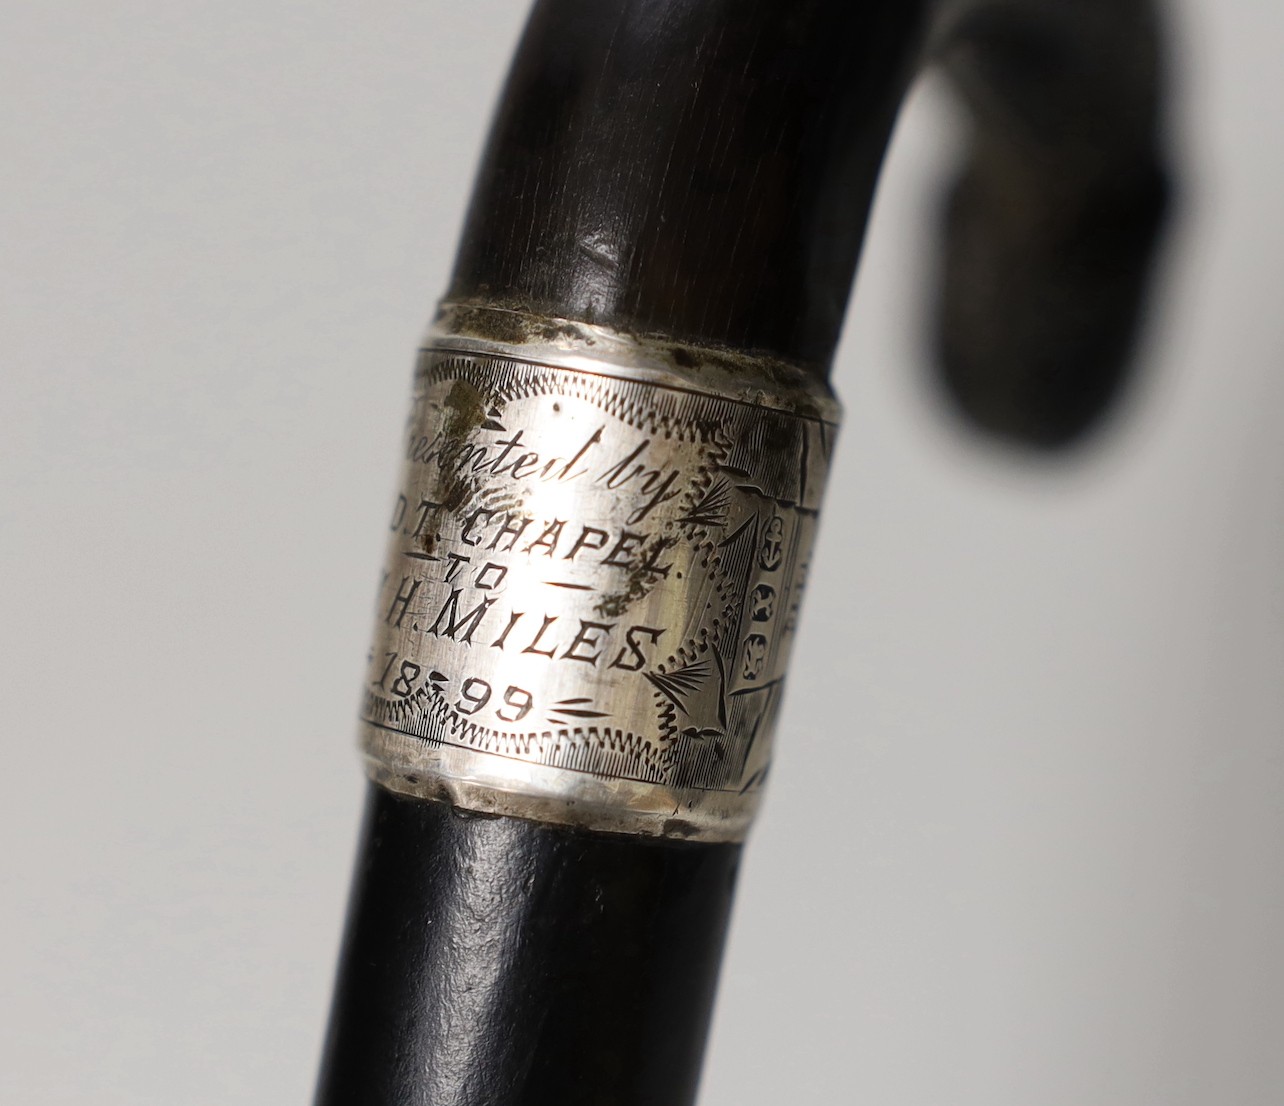 Presented by
D.T. CHAPEL.
TO
H. MILES
18 99